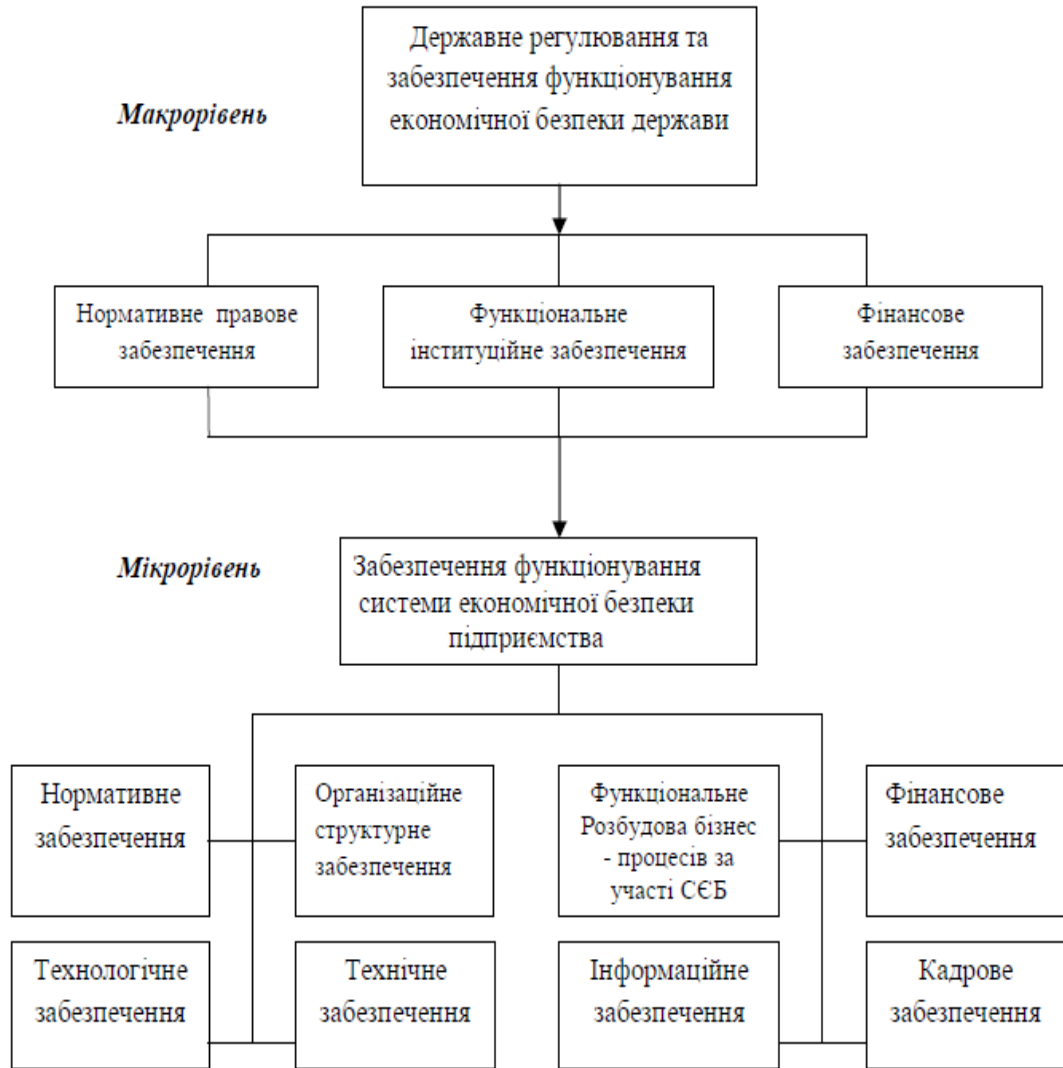 Державне регулювання та
забезпечення функціонування
економічної безпеки держави
Макрорівень
Нормативне правове
забезпечення
Функціональне
інституційне забезпечення
Фінансове
забезпечення
Мікрорівень
Забезпечення функціонування
системи економічної безпеки
підприємства
Нормативне
забезпечення
Організаційне
структурне
забезпечення
Функціональне
Розбудова бізнес
- процесів за
участі СЄБ
Фінансове
забезпечення
Технологічне
забезпечення
Технічне
забезпечення
Інформаційне
забезпечення
Кадрове
забезпечення